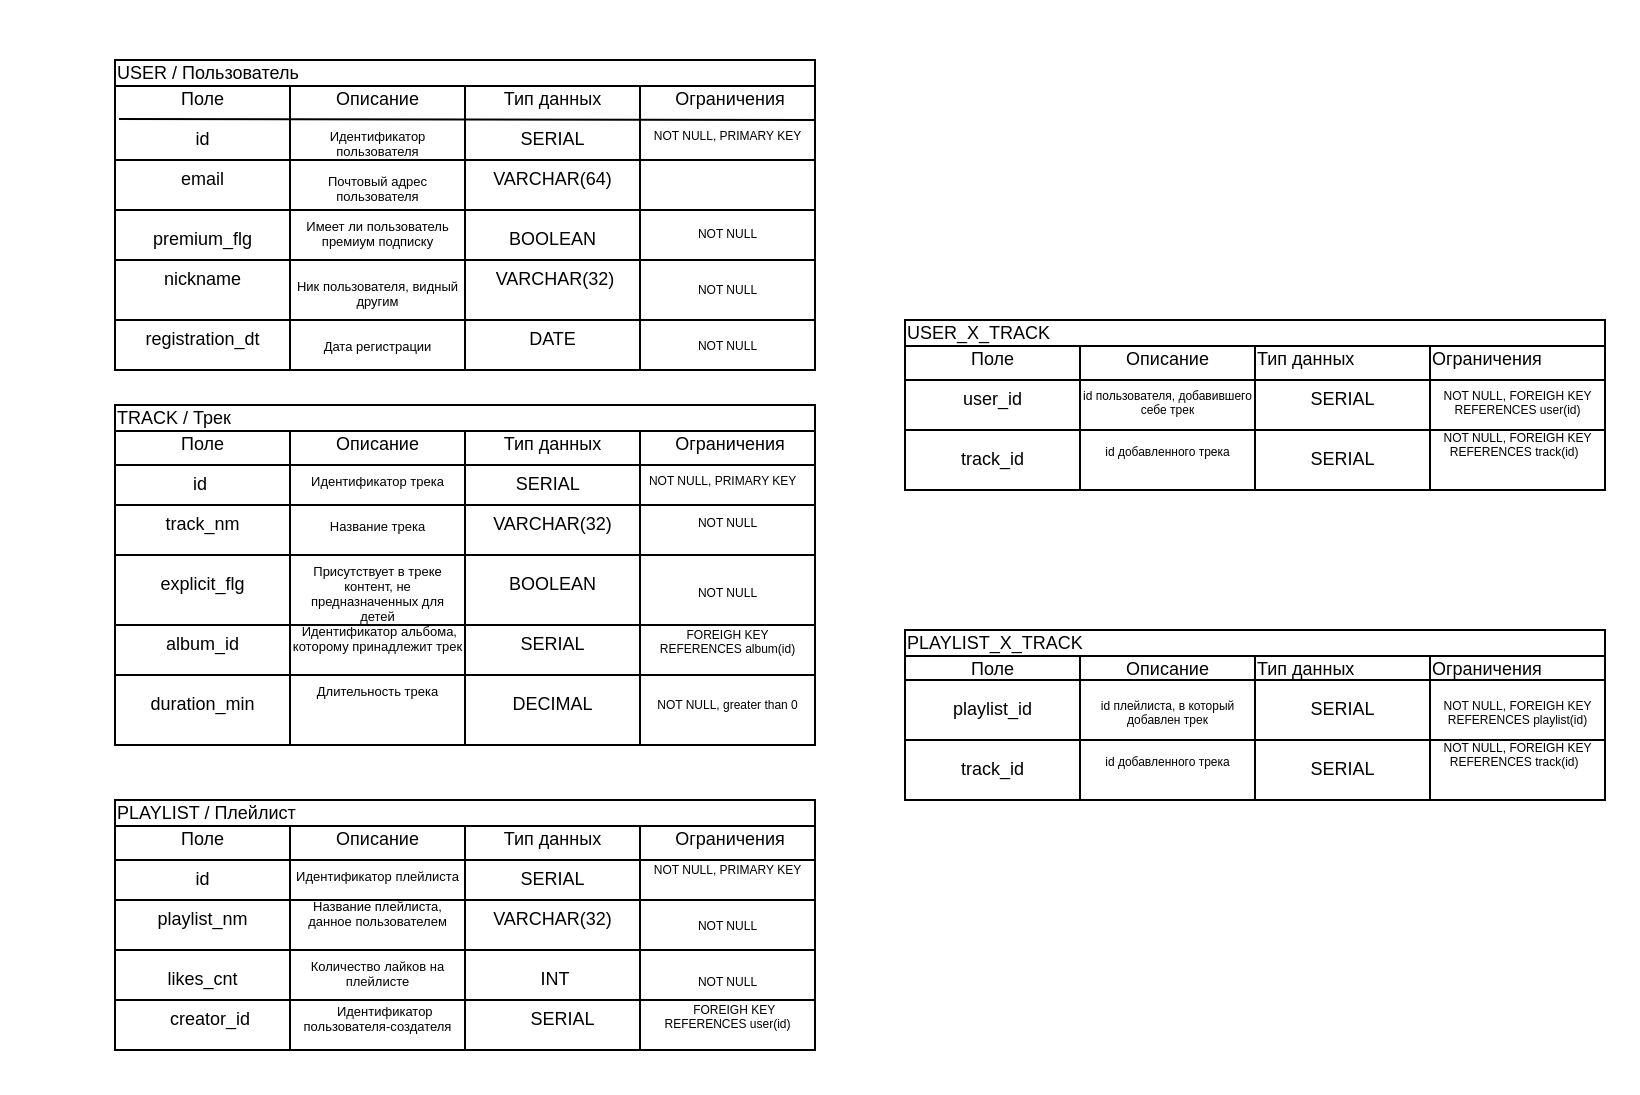 USER / Пользователь
Поле Описание Тип данных Ограничения
id Идентификатор SERIAL NOT NULL, PRIMARY KEY
пользователя
email Почтовый адрес VARCHAR(64)
пользователя
premium_flg Имеет ли пользователь BOOLEAN NOT NULL
премиум подписку
nickname Ник пользователя, видный VARCHAR(32) NOT NULL
другим
registration_dt Дата регистрации DATE NOT NULL
TRACK / Трек
Поле Описание Тип данных Ограничения
id Идентификатор трека SERIAL NOT NULL, PRIMARY KEY
track_nm Название трека VARCHAR(32) NOT NULL
explicit_flg Присутствует в треке BOOLEAN NOT NULL
контент, не
предназначенных для
детей
album_id Идентификатор альбома, SERIAL FOREIGH KEY
которому принадлежит трек REFERENCES album(id)
duration_min Длительность трека DECIMAL NOT NULL, greater than 0
PLAYLIST / Плейлист
Поле Описание Тип данных Ограничения
id Идентификатор плейлиста SERIAL NOT NULL, PRIMARY KEY
playlist_nm Название плейлиста, VARCHAR(32) NOT NULL
данное пользователем
likes_cnt Количество лайков на INT NOT NULL
плейлисте
creator_id Идентификатор SERIAL FOREIGH KEY
пользователя-создателя REFERENCES user(id)
USER_X_TRACK
Поле Описание Тип данных Ограничения
user_id id пользователя, добавившего SERIAL NOT NULL, FOREIGH KEY
себе трек REFERENCES user(id)
track_id id добавленного трека SERIAL NOT NULL, FOREIGH KEY
REFERENCES track(id)
PLAYLIST_X_TRACK
Поле Описание Тип данных Ограничения
playlist_id id плейлиста, в который SERIAL NOT NULL, FOREIGH KEY
добавлен трек REFERENCES playlist(id)
track_id id добавленного трека SERIAL NOT NULL, FOREIGH KEY
REFERENCES track(id)